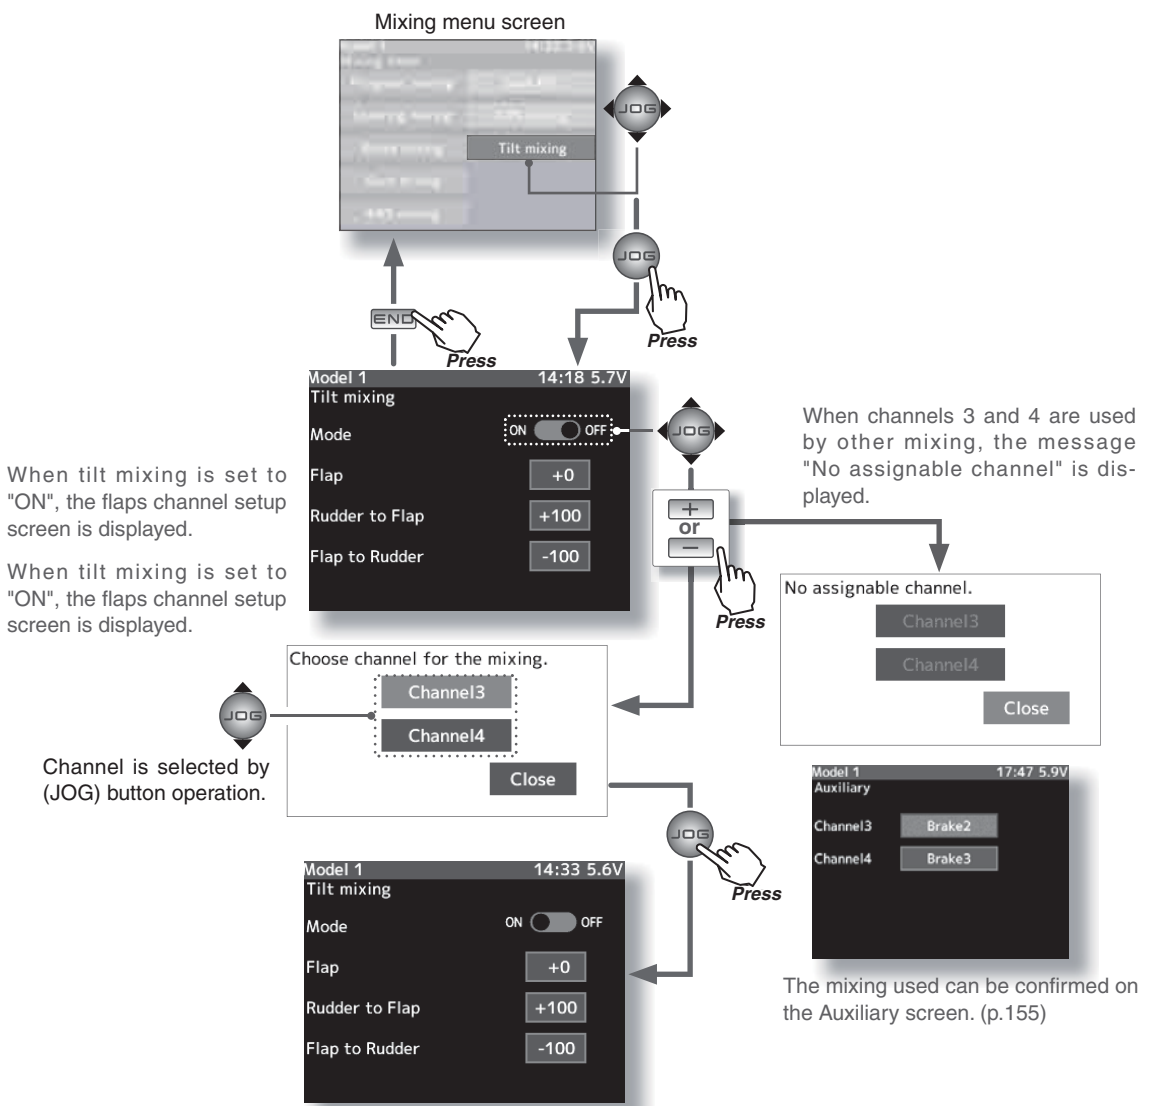 Mixing menu screen
Tilt mixing
JOG
JOG
Press
END
Press
Model 1 14:18 5.7V
Tilt mixing
Mode ON OFF
Flap +0
Rudder to Flap +100
Flap to Rudder -100
JOG
+
or
−
Press
When channels 3 and 4 are used
by other mixing, the message
"No assignable channel" is dis-
played.
When tilt mixing is set to
"ON", the flaps channel setup
screen is displayed.
When tilt mixing is set to
"ON", the flaps channel setup
screen is displayed.
No assignable channel.
Channel3
Channel4
Close
Choose channel for the mixing.
Channel3
Channel4
Close
JOG
Channel is selected by
(JOG) button operation.
JOG
Press
Model 1 17:47 5.9V
Auxiliary
Channel3 Brake2
Channel4 Brake3
The mixing used can be confirmed on
the Auxiliary screen. (p.155)
Model 1 14:33 5.6V
Tilt mixing
Mode ON OFF
Flap +0
Rudder to Flap +100
Flap to Rudder -100